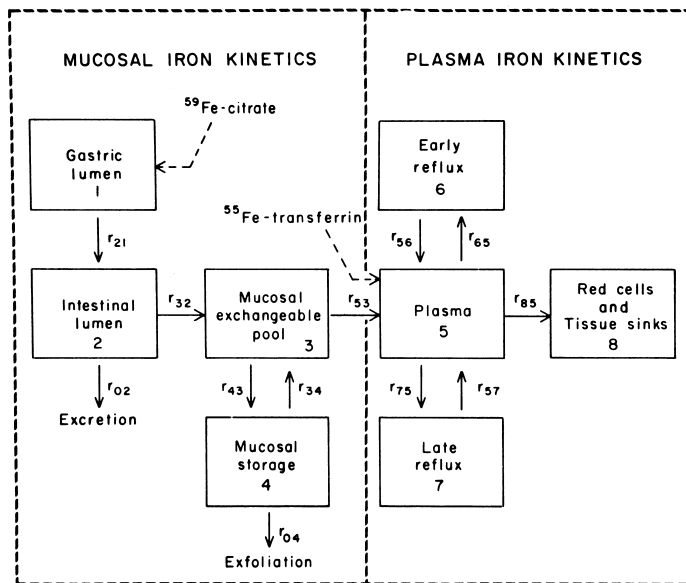 MUCOSAL IRON KINETICS
PLASMA IRON KINETICS
59Fe-citrate
Gastric
lumen
1
Early
reflux
6
55Fe-transferrin
r21
r56
r65
Intestinal
lumen
2
r32
Mucosal
exchangeable
pool
3
r53
Plasma
5
r85
Red cells
and
Tissue sinks
8
r02
Excretion
r43
r34
r75
r57
Mucosal
storage
4
Late
reflux
7
r04
Exfoliation